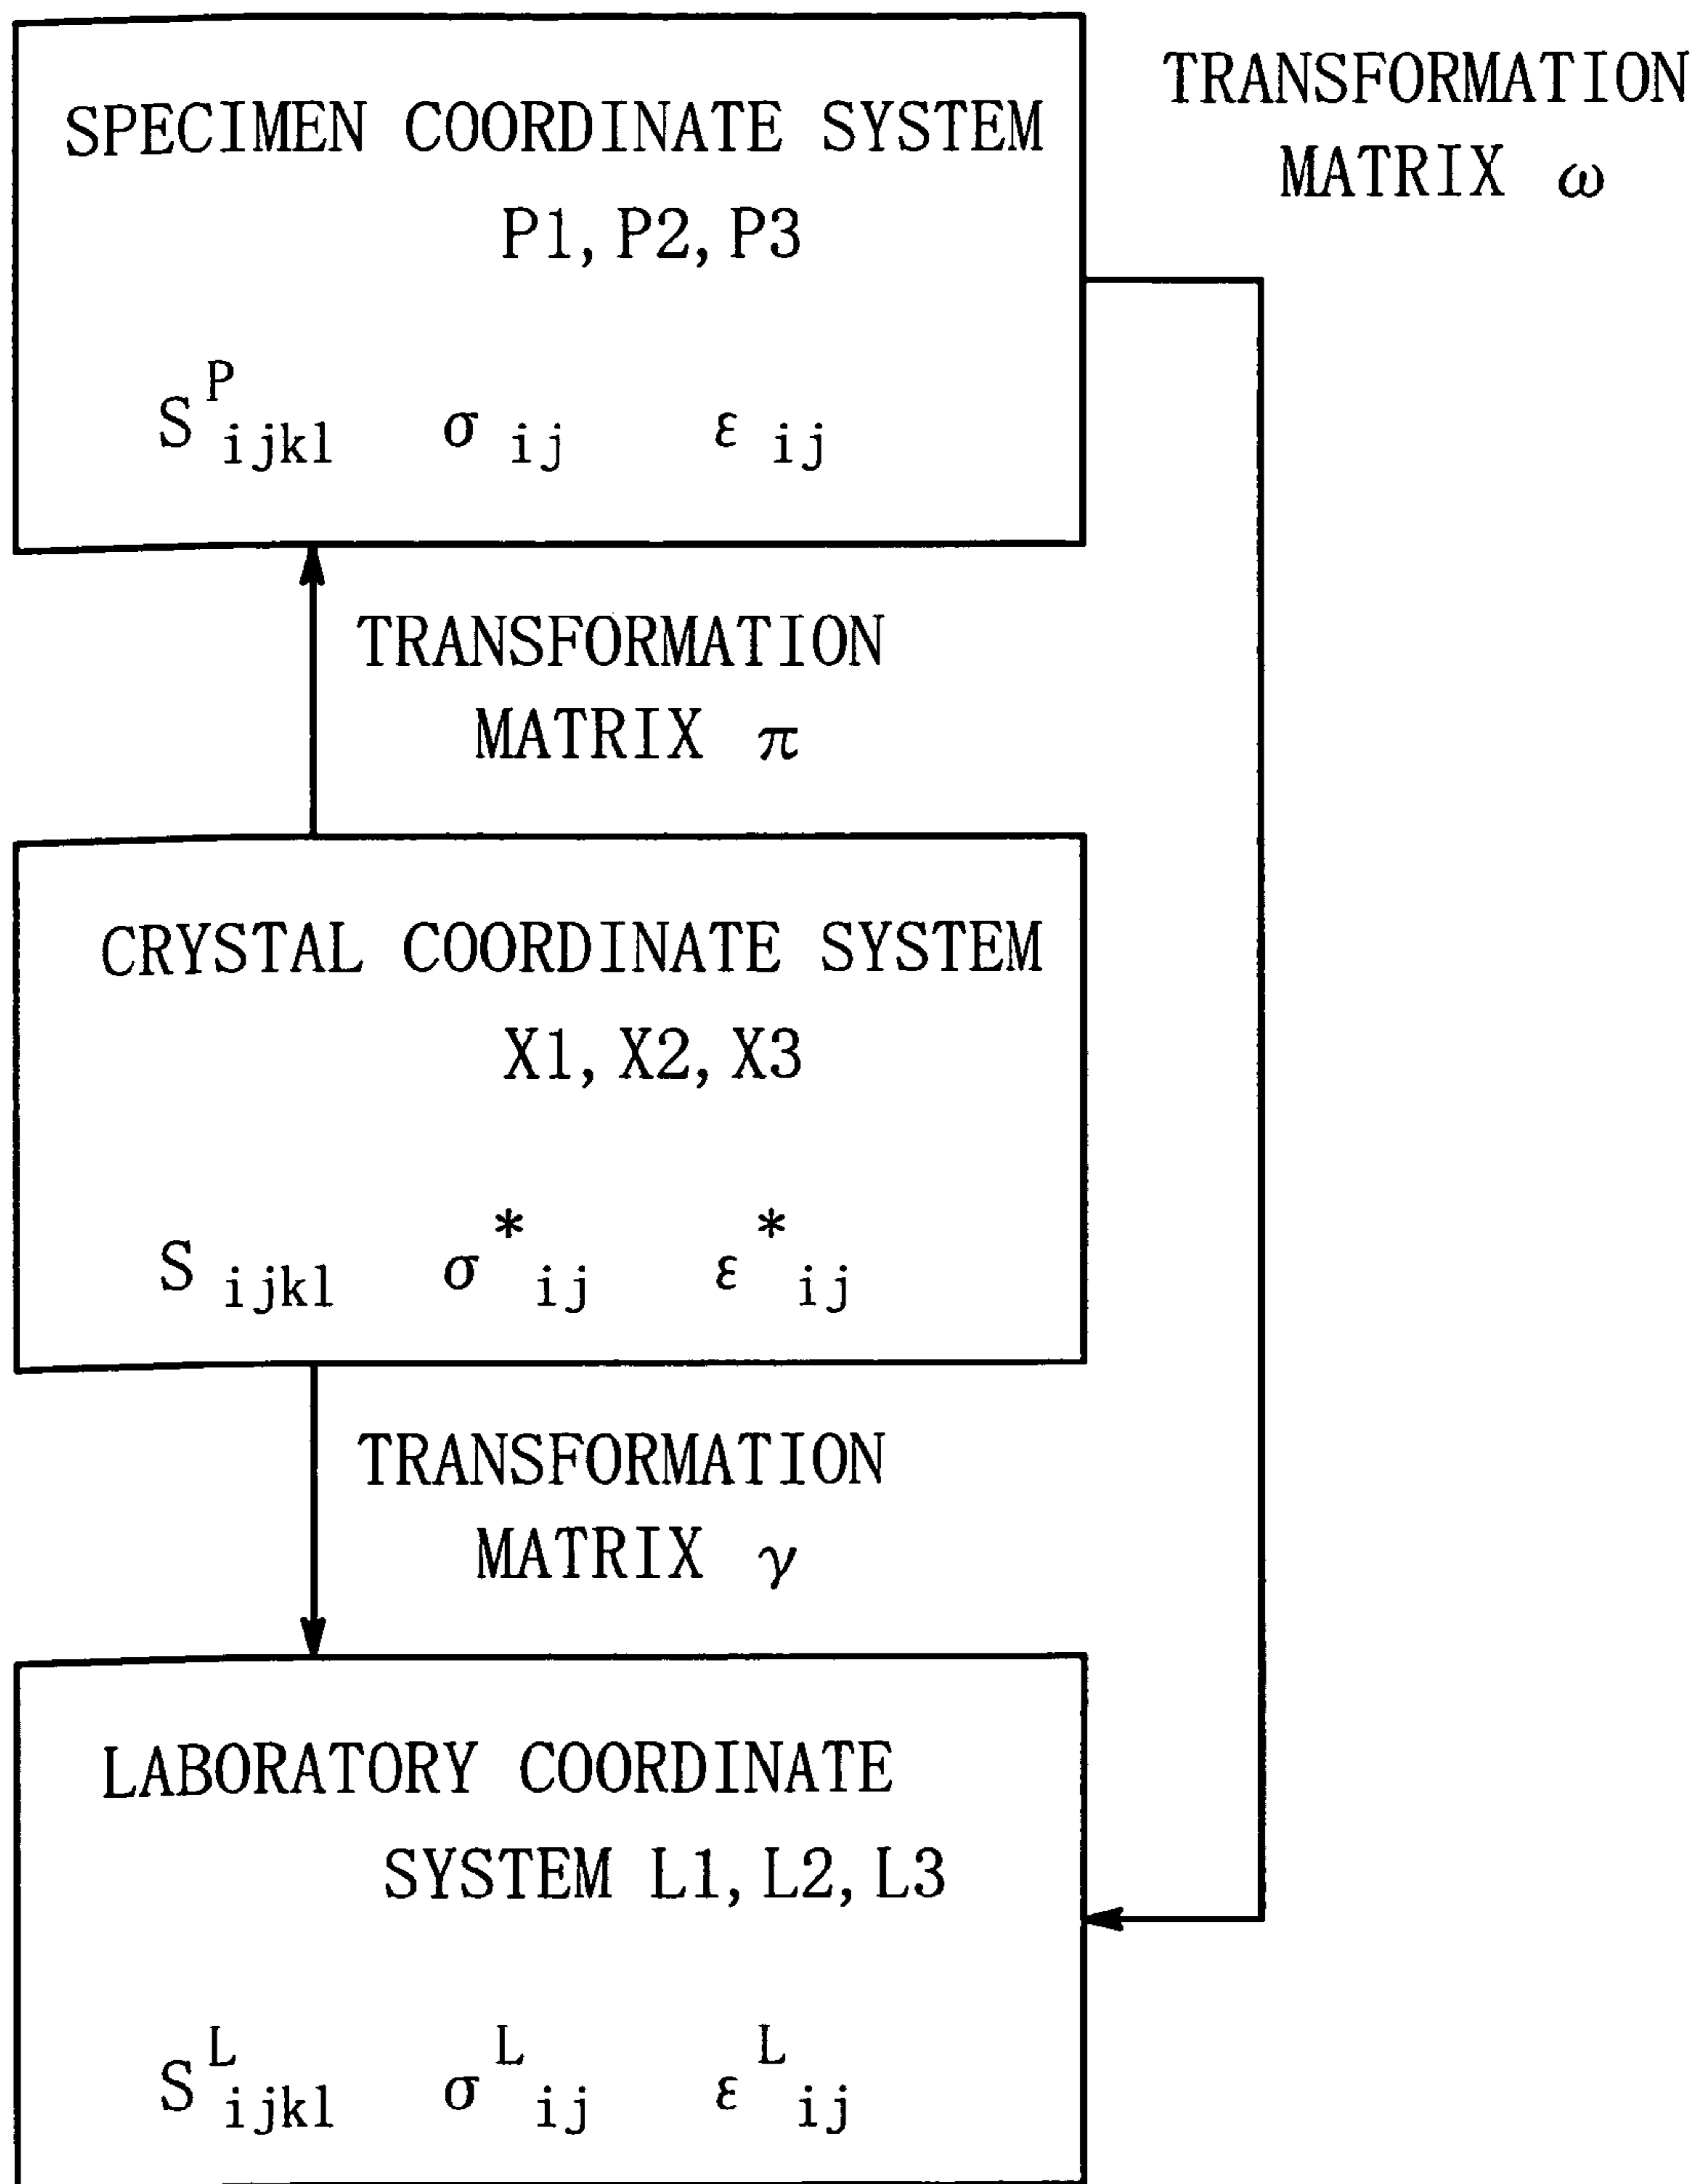 SPECIMEN COORDINATE SYSTEM
P1, P2, P3
S^P_ijkl σ_ij ε_ij
TRANSFORMATION
MATRIX ω
TRANSFORMATION
MATRIX π
CRYSTAL COORDINATE SYSTEM
X1, X2, X3
S_ijkl σ^*_ij ε^*_ij
TRANSFORMATION
MATRIX γ
LABORATORY COORDINATE
SYSTEM L1, L2, L3
S^L_ijkl σ^L_ij ε^L_ij